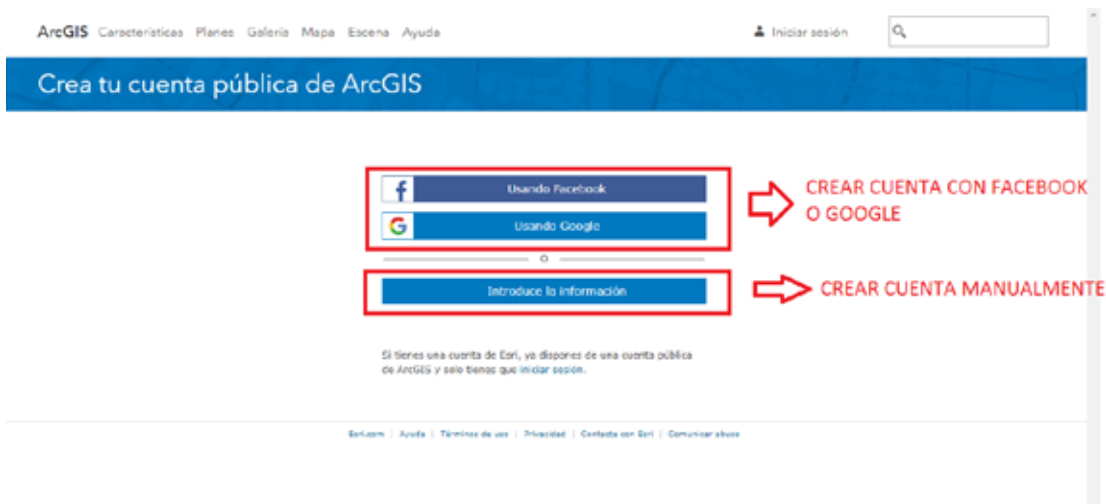 ArcGIS Características Planes Galería Mapa Escena Ayuda Iniciar sesión
Crea tu cuenta pública de ArcGIS
Usando Facebook
Usando Google
CREAR CUENTA CON FACEBOOK
O GOOGLE
O
Introduce la información
CREAR CUENTA MANUALMENTE
Si tienes una cuenta de Esri, ya dispones de una cuenta pública
de ArcGIS y solo tienes que iniciar sesión.
Esri.com | Ayuda | Términos de uso | Privacidad | Contacta con Esri | Comunicar abuso